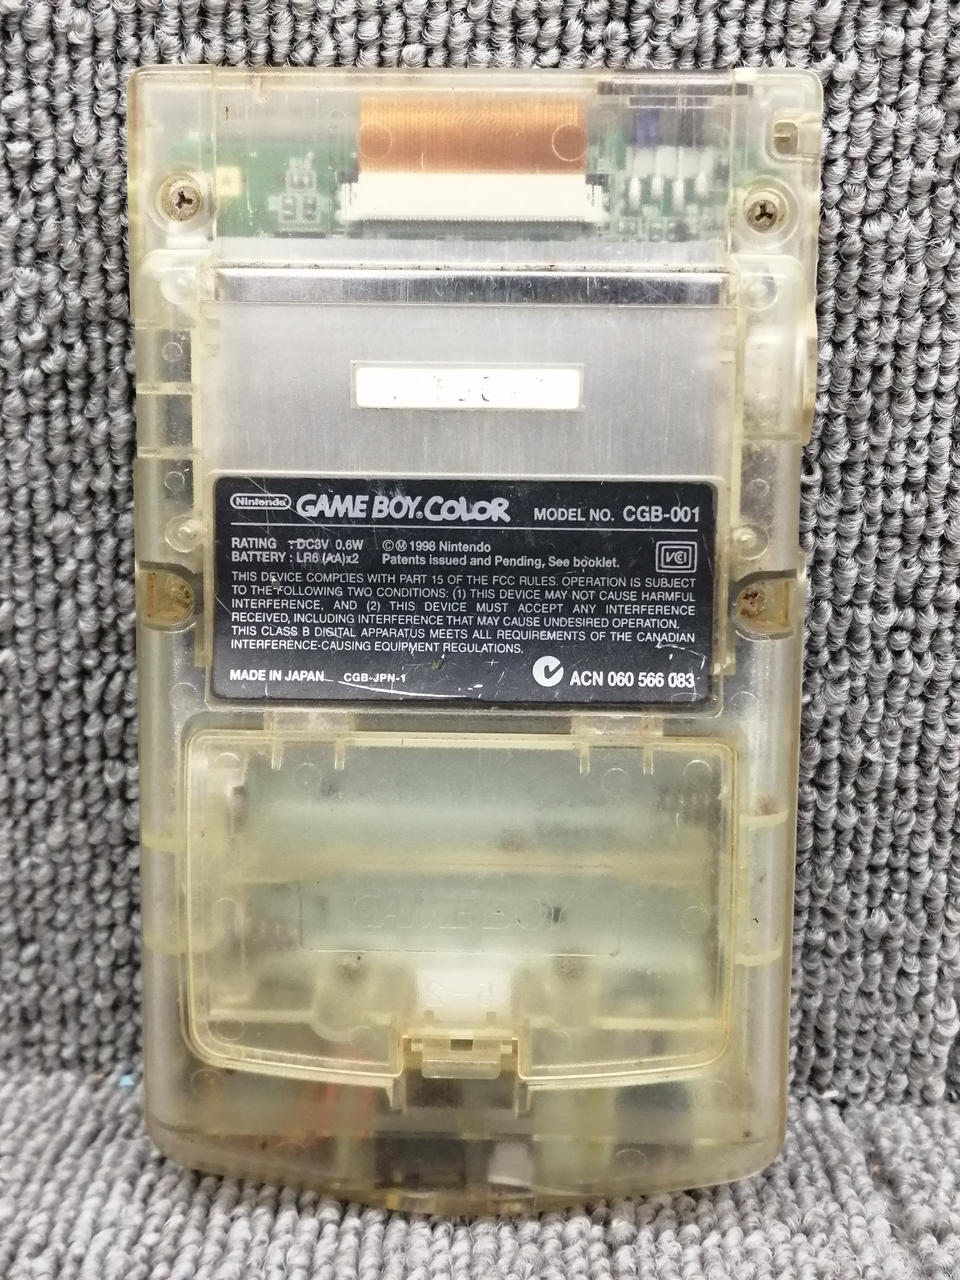 Nintendo GAME BOY COLOR MODEL NO. CGB-001
RATING : DC3V 0.6W ©Ⓜ 1998 Nintendo
BATTERY : LR6 (AA)x2 Patents issued and Pending, See booklet.
VCI
THIS DEVICE COMPLIES WITH PART 15 OF THE FCC RULES. OPERATION IS SUBJECT
TO THE FOLLOWING TWO CONDITIONS: (1) THIS DEVICE MAY NOT CAUSE HARMFUL
INTERFERENCE, AND (2) THIS DEVICE MUST ACCEPT ANY INTERFERENCE
RECEIVED, INCLUDING INTERFERENCE THAT MAY CAUSE UNDESIRED OPERATION.
THIS CLASS B DIGITAL APPARATUS MEETS ALL REQUIREMENTS OF THE CANADIAN
INTERFERENCE-CAUSING EQUIPMENT REGULATIONS.
MADE IN JAPAN CGB-JPN-1 ACN 060 566 083
GAME BOY